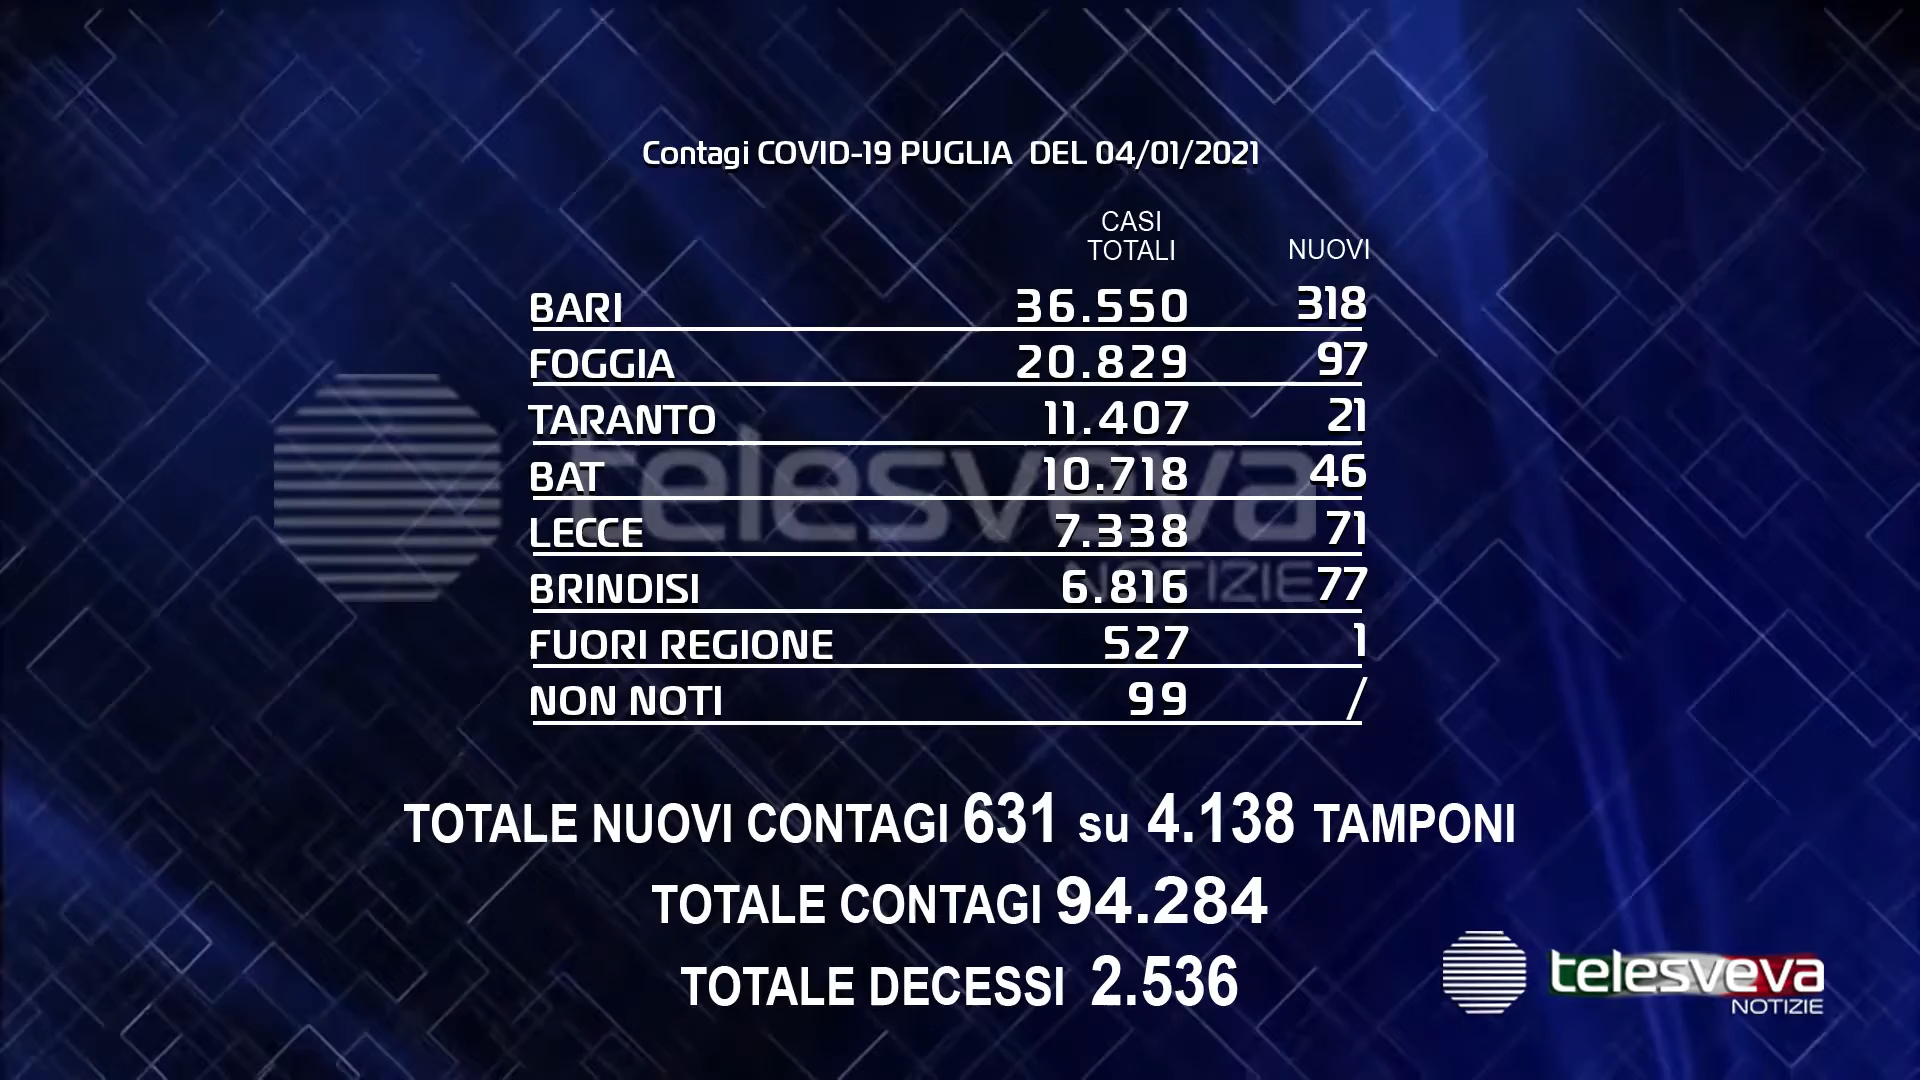 Contagi COVID-19 PUGLIA DEL 04/01/2021
CASI
TOTALI NUOVI
BARI 36.550 318
FOGGIA 20.829 97
TARANTO 11.407 21
BAT 10.718 46
LECCE 7.338 71
BRINDISI 6.816 77
FUORI REGIONE 527 1
NON NOTI 99 /
telesveva
NOTIZIE
TOTALE NUOVI CONTAGI 631 su 4.138 TAMPONI
TOTALE CONTAGI 94.284
TOTALE DECESSI 2.536
telesveva
NOTIZIE